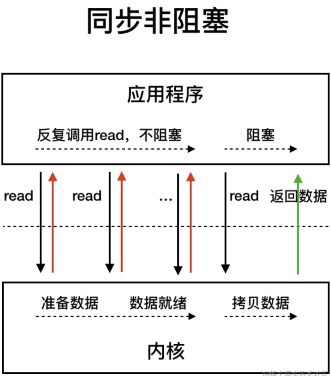 同步非阻塞
应用程序
反复调用read，不阻塞 阻塞
read read ... read 返回数据
准备数据 数据就绪 拷贝数据
内核